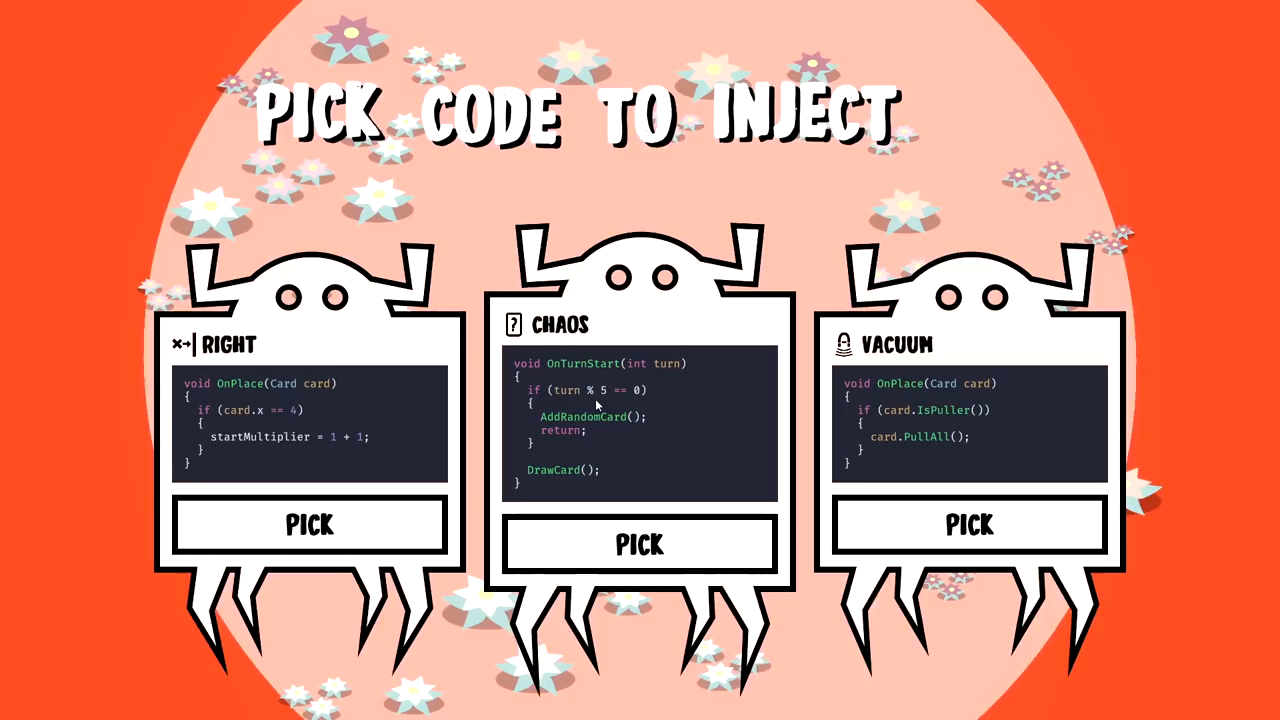 PICK CODE TO INJECT
RIGHT
void OnPlace(Card card)
{
  if (card.x == 4)
  {
    startMultiplier = 1 + 1;
  }
}
PICK
? CHAOS
void OnTurnStart(int turn)
{
  if (turn % 5 == 0)
  {
    AddRandomCard();
    return;
  }

  DrawCard();
}
PICK
VACUUM
void OnPlace(Card card)
{
  if (card.IsPuller())
  {
    card.PullAll();
  }
}
PICK